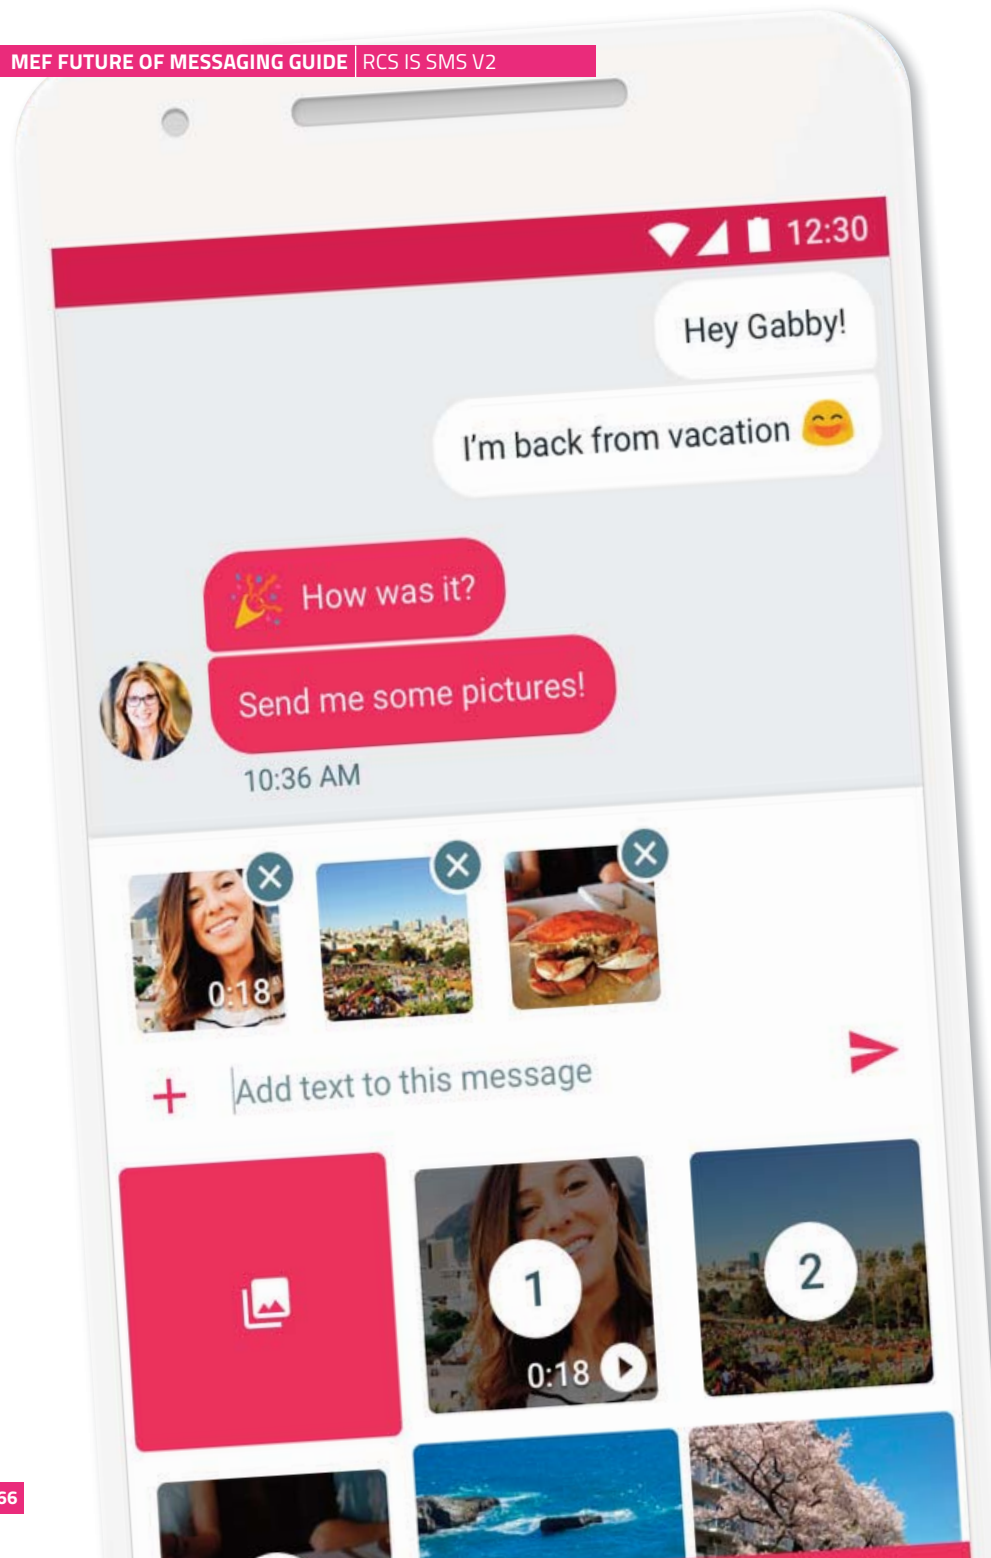 MEF FUTURE OF MESSAGING GUIDE | RCS IS SMS V2
12:30
Hey Gabby!
I'm back from vacation 😄
🎉 How was it?
Send me some pictures!
10:36 AM
0:18
+ Add text to this message
1
2
0:18
66